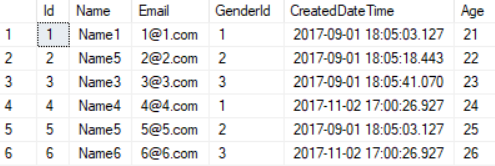 Id Name Email GenderId CreatedDateTime Age
1 1 Name1 1@1.com 1 2017-09-01 18:05:03.127 21
2 2 Name5 2@2.com 2 2017-09-01 18:05:18.443 22
3 3 Name3 3@3.com 3 2017-09-01 18:05:41.070 23
4 4 Name4 4@4.com 1 2017-11-02 17:00:26.927 24
5 5 Name5 5@5.com 2 2017-09-01 18:05:03.127 25
6 6 Name6 6@6.com 3 2017-11-02 17:00:26.927 26